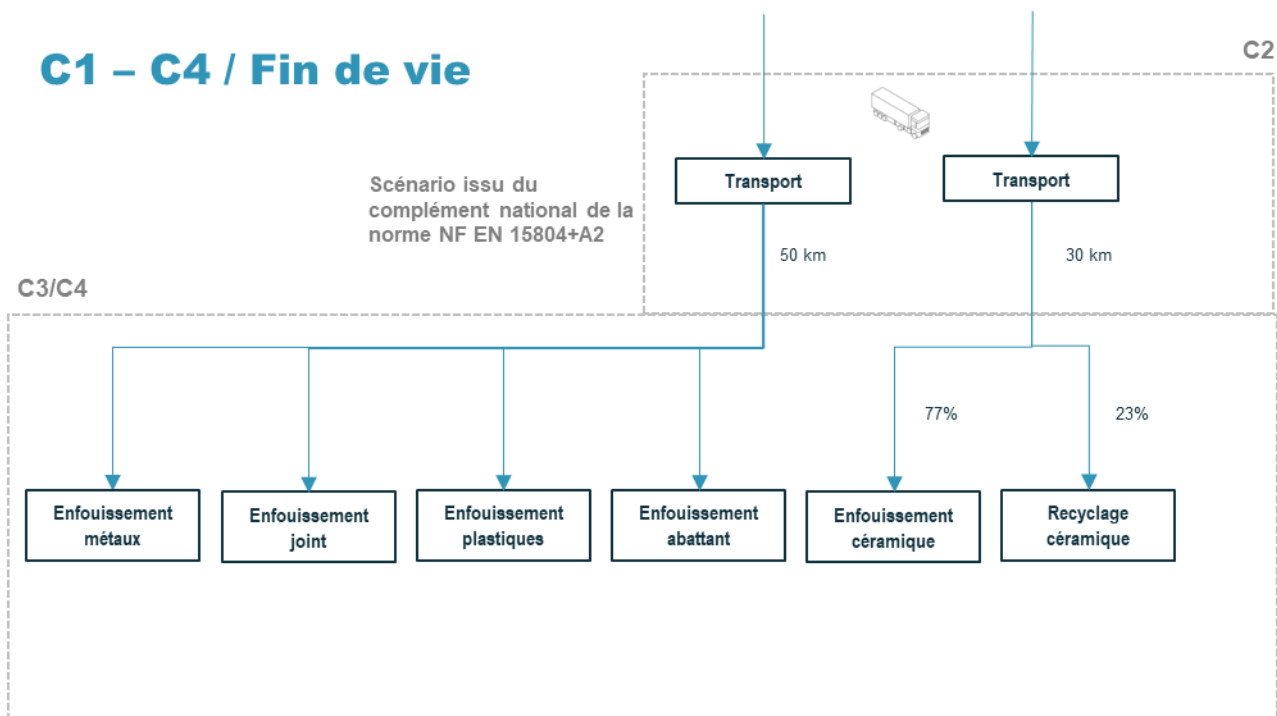 C1 – C4 / Fin de vie
C2
Transport
Transport
Scénario issu du
complément national de la
norme NF EN 15804+A2
50 km
30 km
C3/C4
77%
23%
Enfouissement
métaux
Enfouissement
joint
Enfouissement
plastiques
Enfouissement
abattant
Enfouissement
céramique
Recyclage
céramique